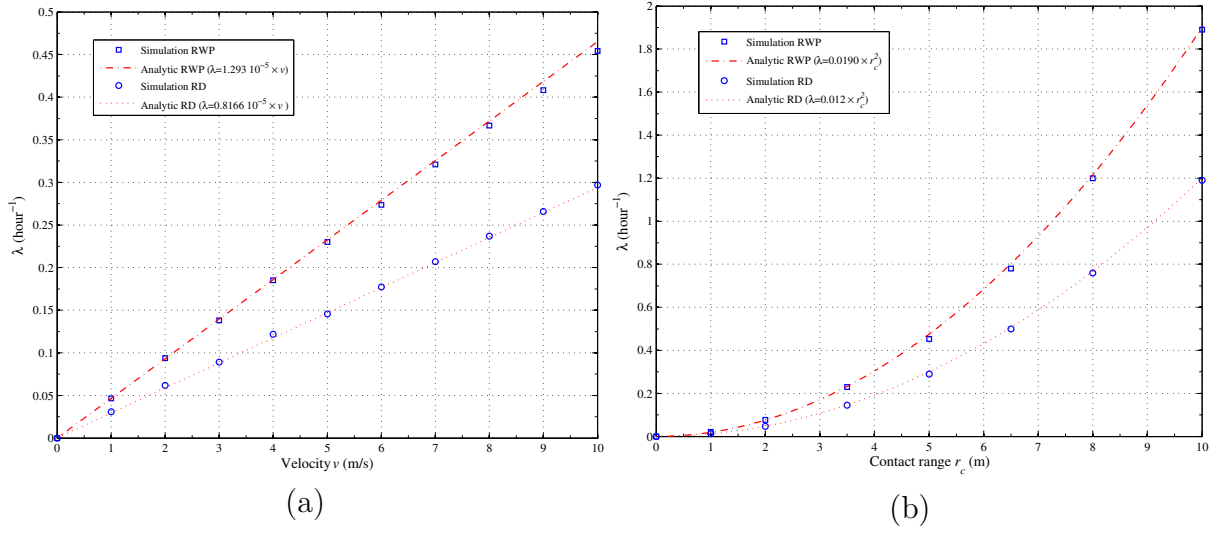 0.5
0.45
0.4
0.35
0.3
0.25
0.2
0.15
0.1
0.05
0
λ (hour⁻¹)
Simulation RWP
Analytic RWP (λ=1.293 10⁻⁵ × v)
Simulation RD
Analytic RD (λ=0.8166 10⁻⁵ × v )
0 1 2 3 4 5 6 7 8 9 10
Velocity v (m/s)
(a)
2
1.8
1.6
1.4
1.2
1
0.8
0.6
0.4
0.2
0
λ (hour⁻¹)
Simulation RWP
Analytic RWP (λ=0.0190 × r_c²)
Simulation RD
Analytic RD (λ=0.012 × r_c²)
0 1 2 3 4 5 6 7 8 9 10
Contact range r_c (m)
(b)